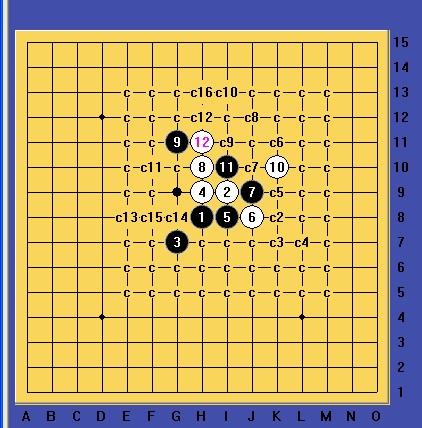 15
14
c c c c16 c10 c c c c 13
c c c c12 c c8 c c c 12
c c 9 12 c9 c c6 c c 11
c c11 c 8 11 c7 10 c c 10
c c 4 2 7 c5 c c 9
c13 c15 c14 1 5 6 c2 c c 8
c c 3 c c c c3 c4 c 7
c c c c c c c c c 6
c c c c c c c c c 5
4
3
2
1
A B C D E F G H I J K L M N O